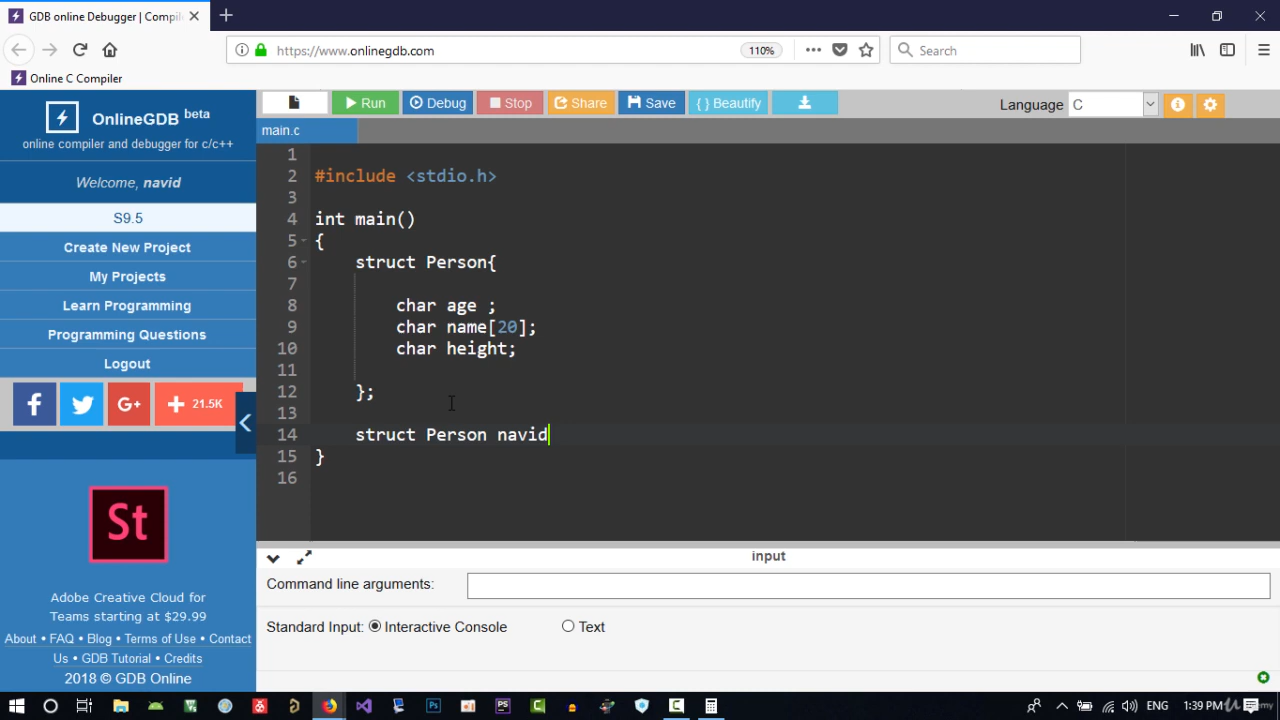 GDB online Debugger | Compil
https://www.onlinegdb.com
110%
Search
Online C Compiler
OnlineGDB beta
online compiler and debugger for c/c++
Welcome, navid
S9.5
Create New Project
My Projects
Learn Programming
Programming Questions
Logout
f
G+
21.5K
St
Adobe Creative Cloud for
Teams starting at $29.99
About • FAQ • Blog • Terms of Use • Contact
Us • GDB Tutorial • Credits
2018 © GDB Online
Run
Debug
Stop
Share
Save
{ } Beautify
Language
C
main.c
1
2 #include <stdio.h>
3
4 int main()
5 {
6 struct Person{
7
8 char age ;
9 char name[20];
10 char height;
11
12 };
13
14 struct Person navid
15 }
16
input
Command line arguments:
Standard Input: Interactive Console Text
ENG
1:39 PM